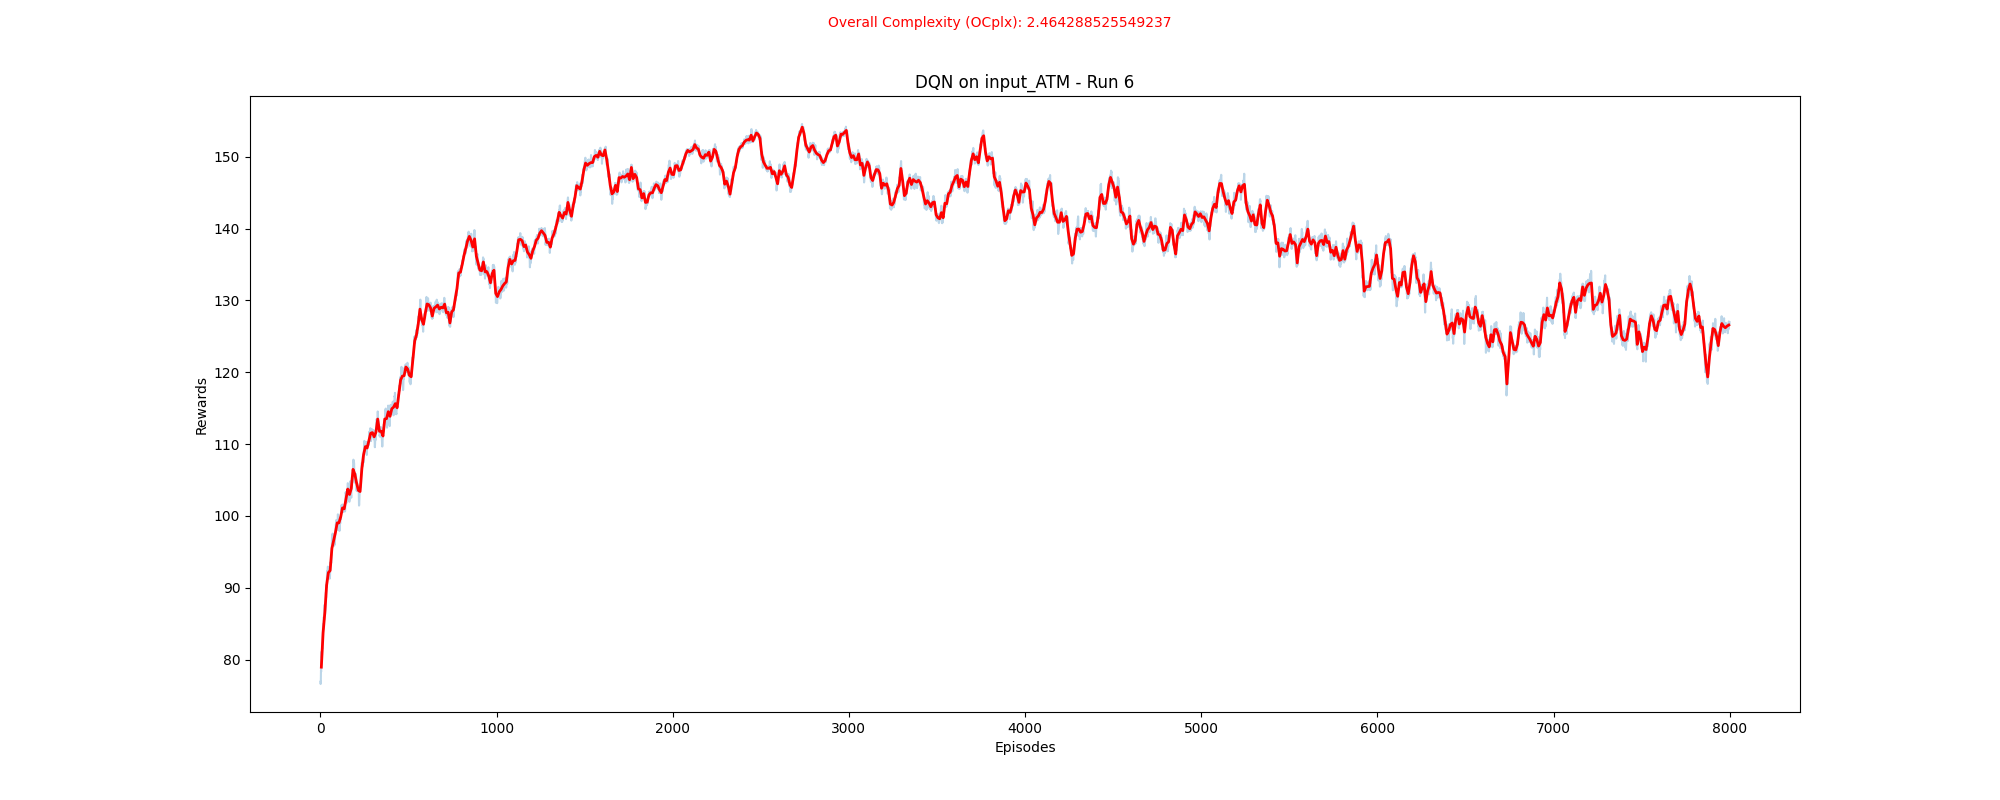 Overall Complexity (OCplx): 2.464288525549237
DQN on input_ATM - Run 6
150
140
130
120
110
100
90
80
Rewards
0 1000 2000 3000 4000 5000 6000 7000 8000
Episodes